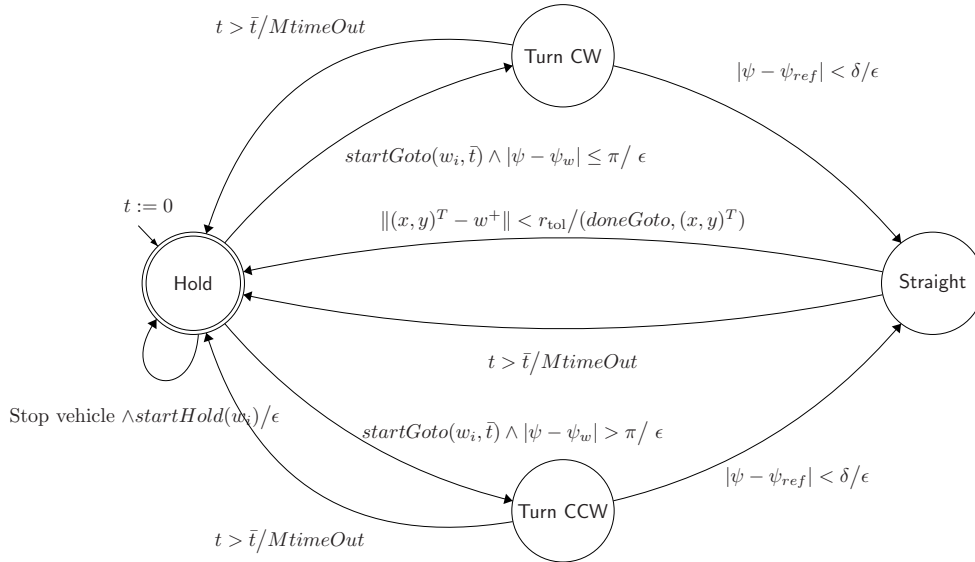 t > t̄/MtimeOut
Turn CW
|ψ − ψ_ref| < δ/ϵ
startGoto(w_i, t̄) ∧ |ψ − ψ_w| ≤ π/ ϵ
t := 0
‖(x, y)^T − w^+‖ < r_tol/(doneGoto, (x, y)^T)
Hold
Straight
t > t̄/MtimeOut
Stop vehicle ∧startHold(w_i)/ϵ
startGoto(w_i, t̄) ∧ |ψ − ψ_w| > π/ ϵ
|ψ − ψ_ref| < δ/ϵ
Turn CCW
t > t̄/MtimeOut